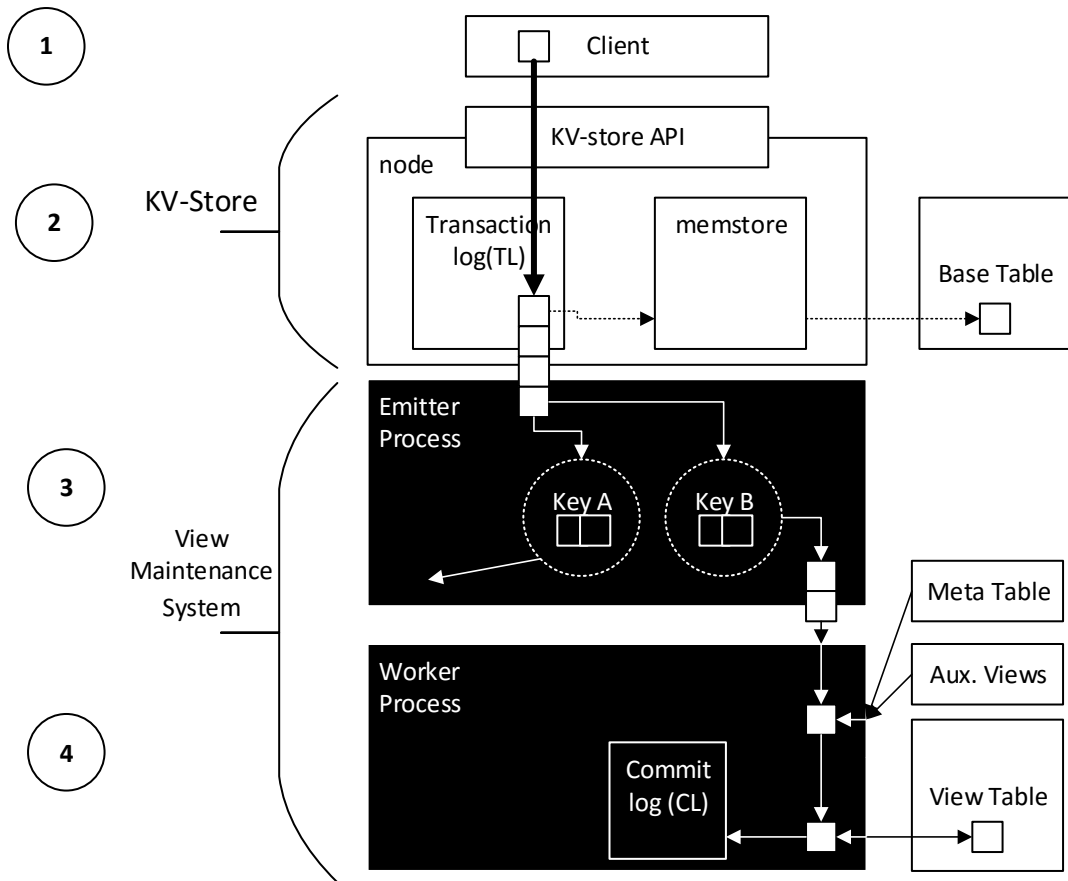 1
Client
KV-store API
node
KV-Store
2
Transaction
log(TL)
memstore
Base Table
Emitter
Process
3
Key A
Key B
View
Maintenance
System
Meta Table
Worker
Process
Aux. Views
4
Commit
log (CL)
View Table